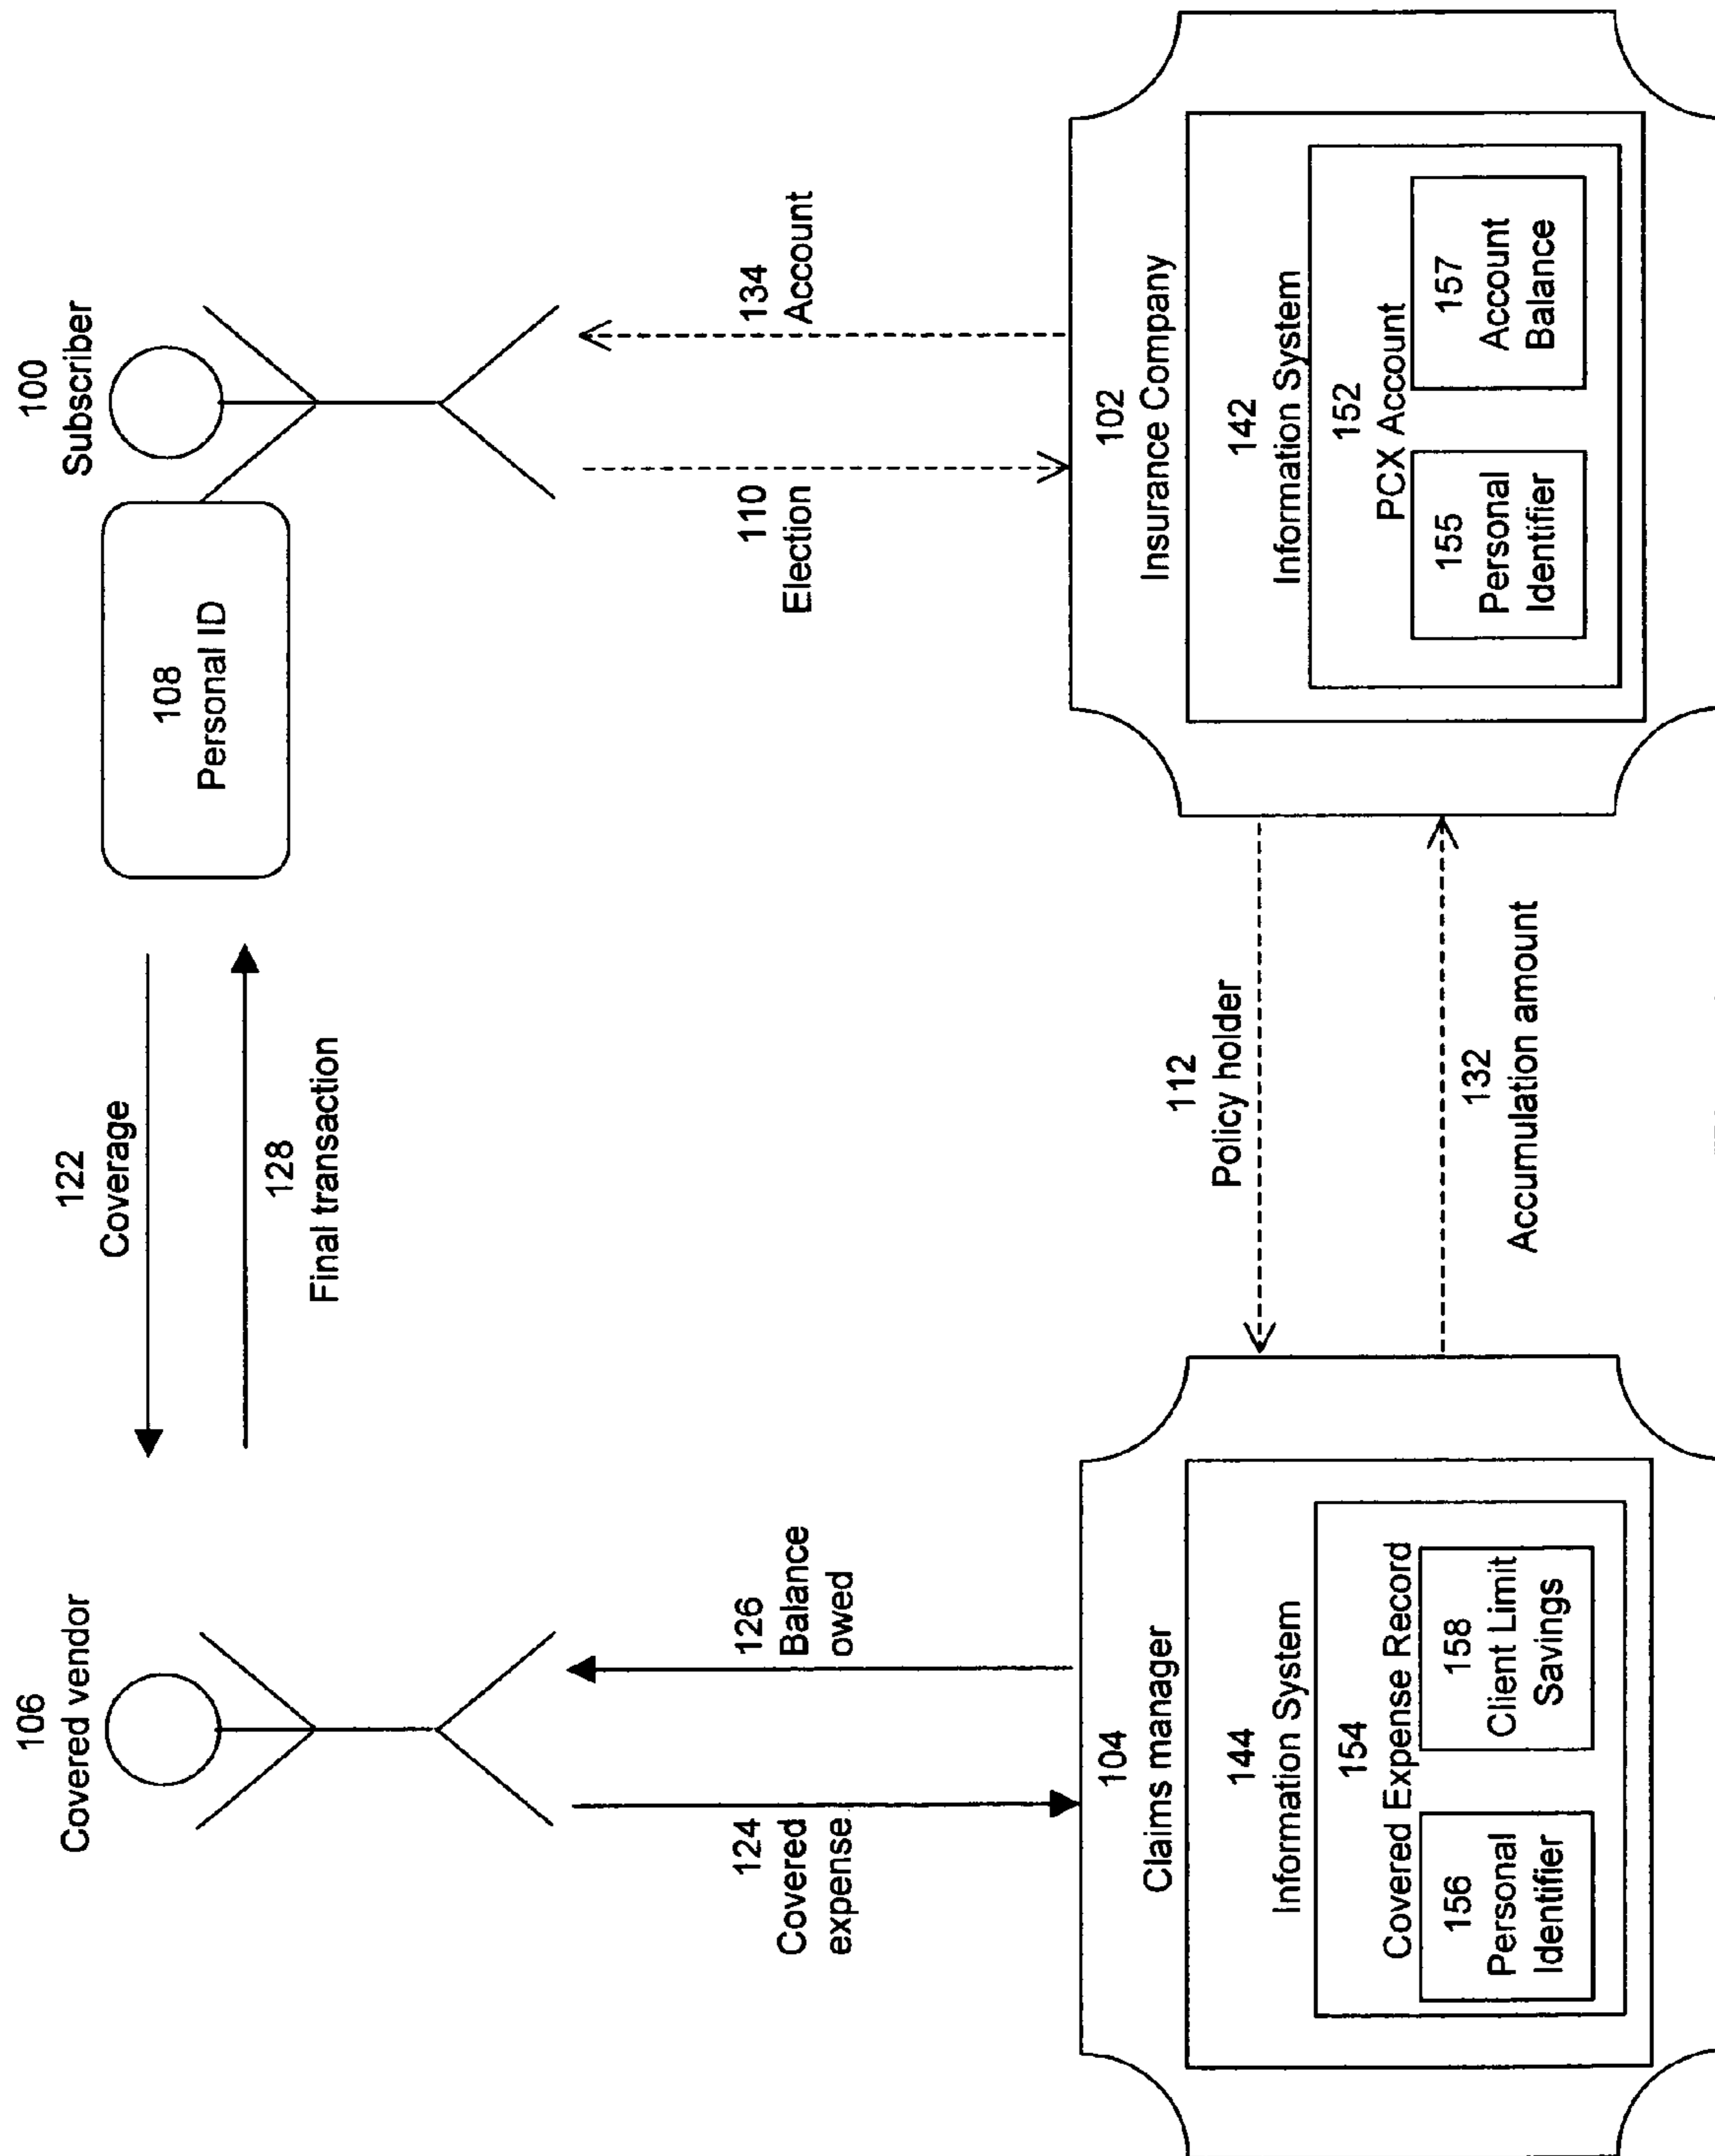 106
Covered vendor
122
Coverage
128
Final transaction
108
Personal ID
100
Subscriber
124
Covered
expense
126
Balance
owed
110
Election
134
Account
104
Claims manager
144
Information System
154
Covered Expense Record
156
Personal
Identifier
158
Client Limit
Savings
112
Policy holder
132
Accumulation amount
102
Insurance Company
142
Information System
152
PCX Account
155
Personal
Identifier
157
Account
Balance